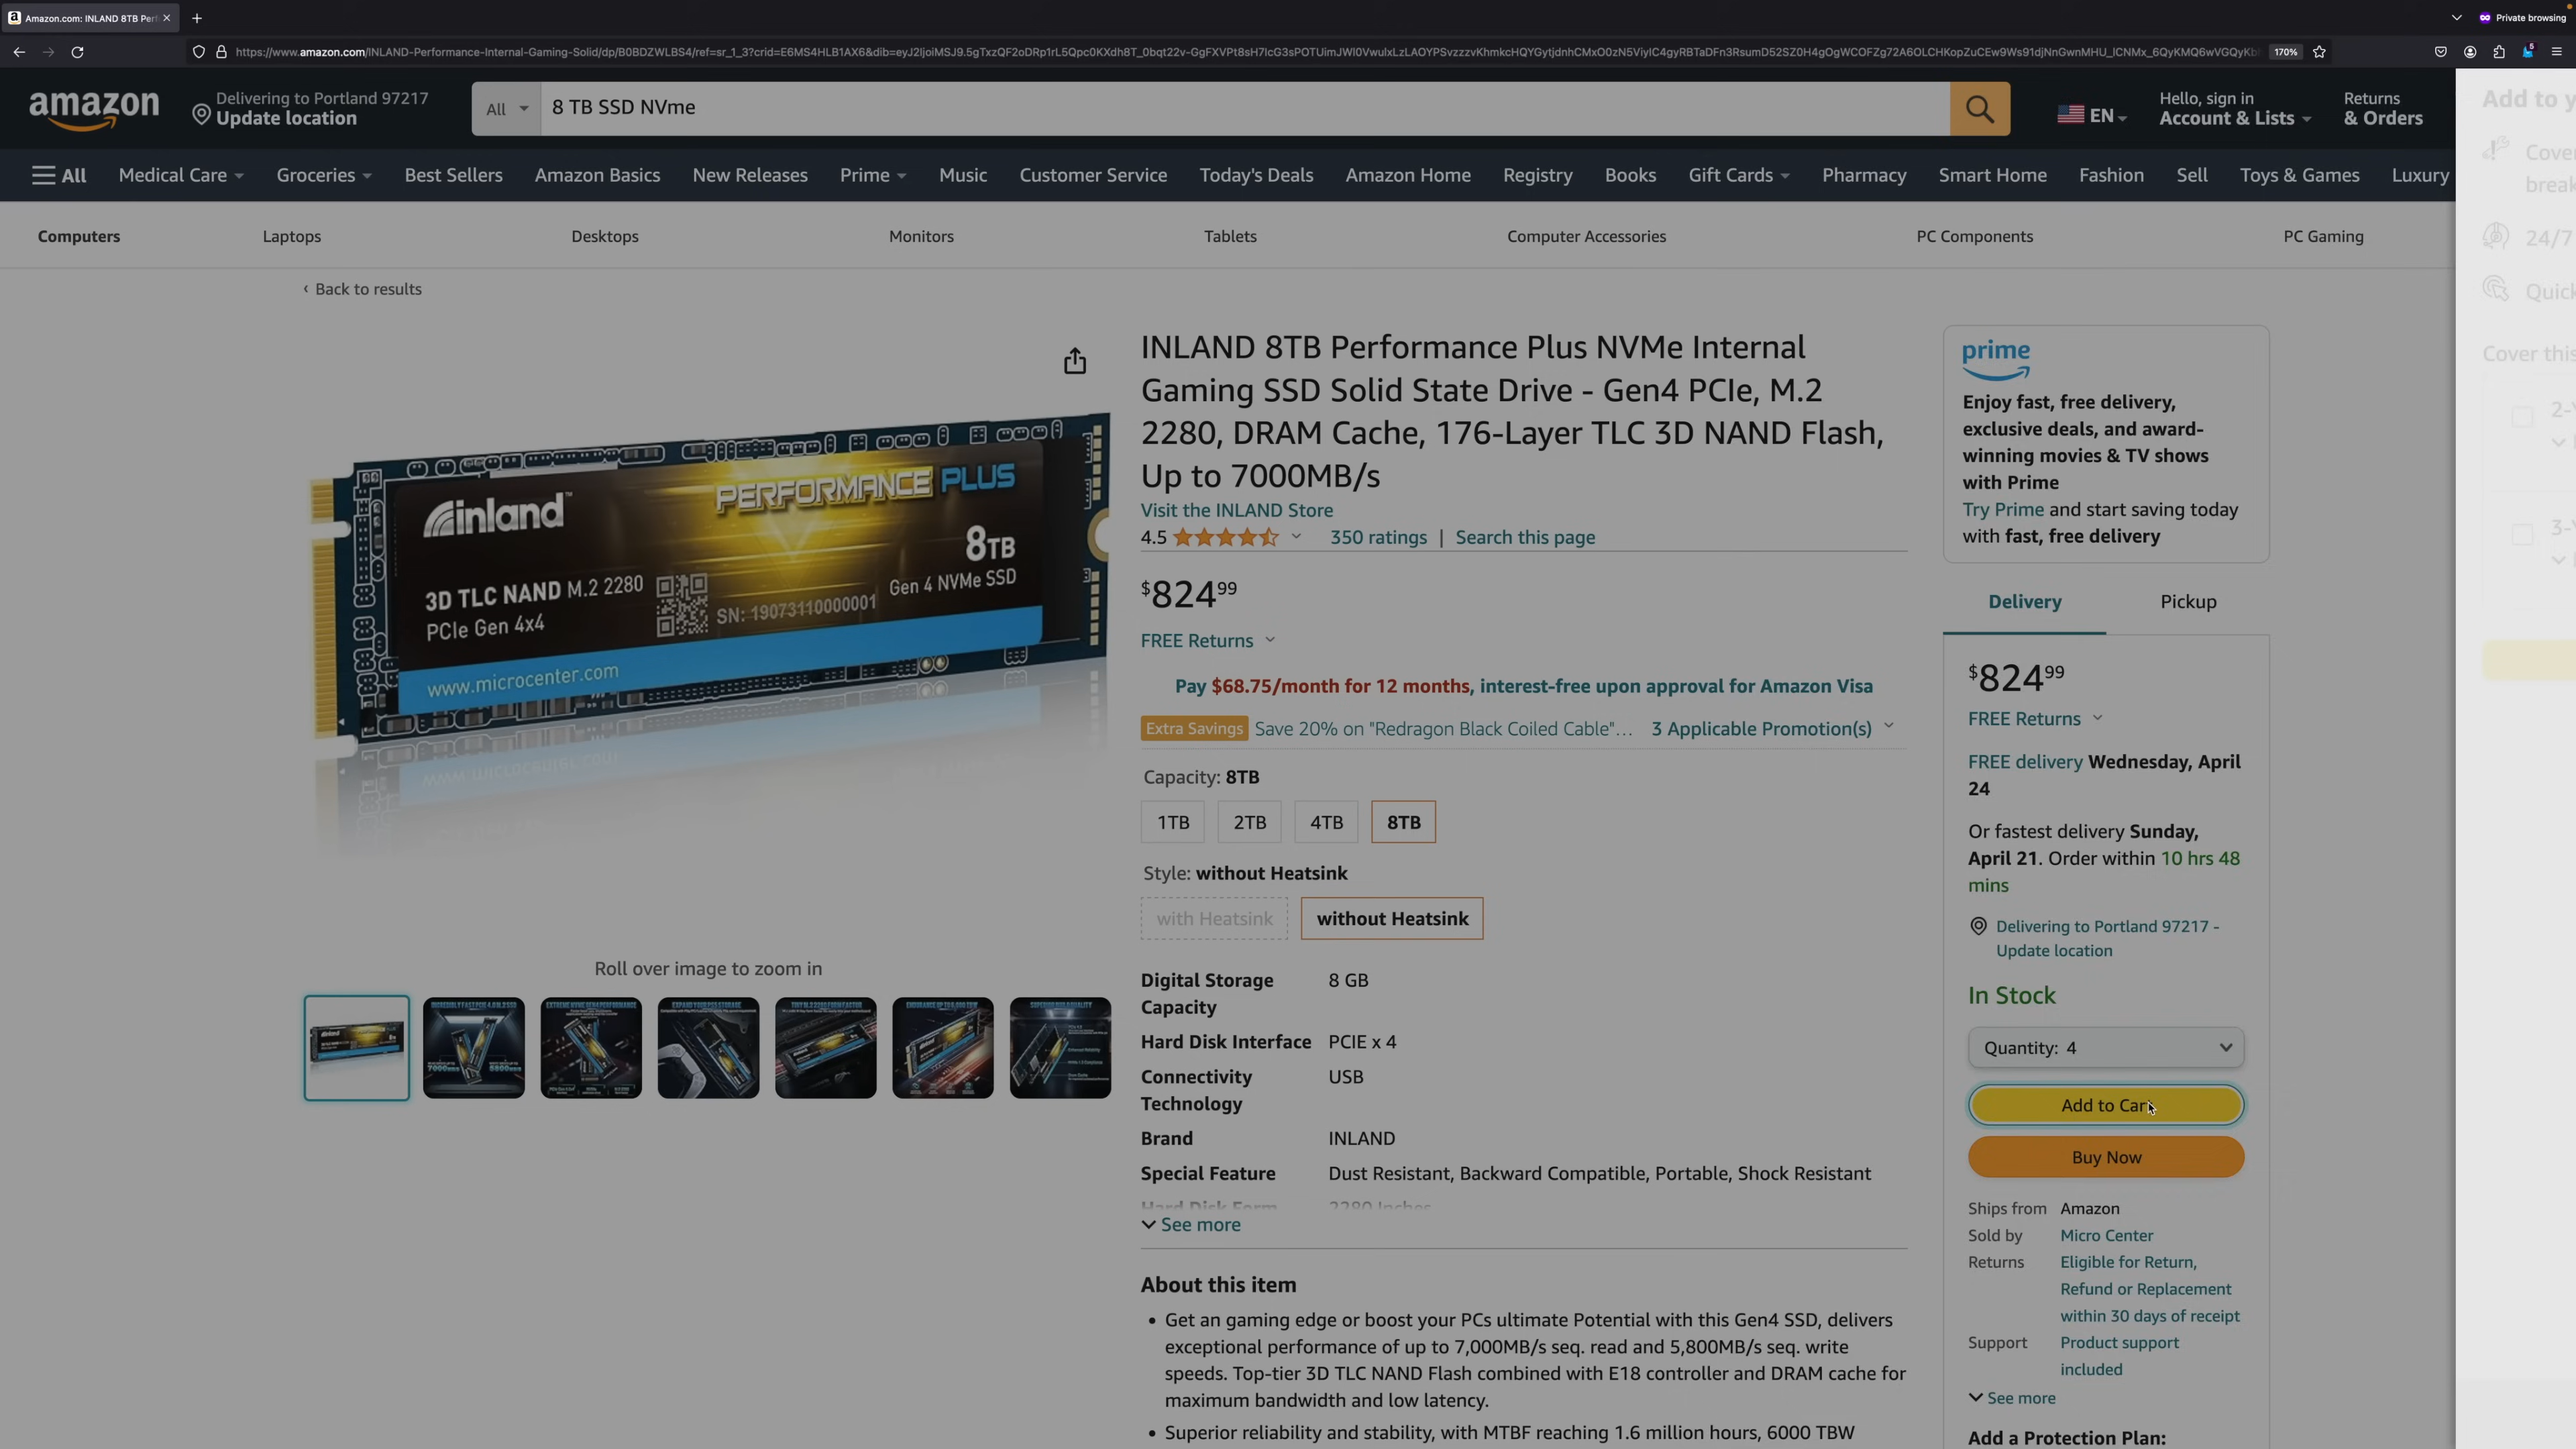 Amazon.com: INLAND 8TB Perf
Private browsing
https://www.amazon.com/INLAND-Performance-Internal-Gaming-Solid/dp/B0BDZWLBS4/ref=sr_1_3?crid=E6MS4HLB1AX6&dib=
170%
amazon
Delivering to Portland 97217
Update location
All
8 TB SSD NVme
EN
Hello, sign in
Account & Lists
Returns
& Orders
All Medical Care Groceries Best Sellers Amazon Basics New Releases Prime Music Customer Service Today's Deals Amazon Home Registry Books Gift Cards Pharmacy Smart Home Fashion Sell Toys & Games Luxury
Computers Laptops Desktops Monitors Tablets Computer Accessories PC Components PC Gaming
‹ Back to results
inland
PERFORMANCE PLUS
8TB
3D TLC NAND M.2 2280
PCIe Gen 4x4
SN: 19073110000001
Gen 4 NVMe SSD
www.microcenter.com
Roll over image to zoom in
INLAND 8TB Performance Plus NVMe Internal
Gaming SSD Solid State Drive - Gen4 PCIe, M.2
2280, DRAM Cache, 176-Layer TLC 3D NAND Flash,
Up to 7000MB/s
Visit the INLAND Store
4.5 350 ratings | Search this page
$824.99
FREE Returns
Pay $68.75/month for 12 months, interest-free upon approval for Amazon Visa
Extra Savings Save 20% on "Redragon Black Coiled Cable"… 3 Applicable Promotion(s)
Capacity: 8TB
1TB 2TB 4TB 8TB
Style: without Heatsink
with Heatsink without Heatsink
Digital Storage 8 GB
Capacity
Hard Disk Interface PCIE x 4
Connectivity USB
Technology
Brand INLAND
Special Feature Dust Resistant, Backward Compatible, Portable, Shock Resistant
Hard Disk Form 2280 Inches
See more
About this item
• Get an gaming edge or boost your PCs ultimate Potential with this Gen4 SSD, delivers
exceptional performance of up to 7,000MB/s seq. read and 5,800MB/s seq. write
speeds. Top-tier 3D TLC NAND Flash combined with E18 controller and DRAM cache for
maximum bandwidth and low latency.
• Superior reliability and stability, with MTBF reaching 1.6 million hours, 6000 TBW
prime
Enjoy fast, free delivery,
exclusive deals, and award-
winning movies & TV shows
with Prime
Try Prime and start saving today
with fast, free delivery
Delivery Pickup
$824.99
FREE Returns
FREE delivery Wednesday, April
24
Or fastest delivery Sunday,
April 21. Order within 10 hrs 48
mins
Delivering to Portland 97217 -
Update location
In Stock
Quantity: 4
Add to Car
Buy Now
Ships from Amazon
Sold by Micro Center
Returns Eligible for Return,
Refund or Replacement
within 30 days of receipt
Support Product support
included
See more
Add a Protection Plan:
Add to y
Cover
break
24/7
Quick
Cover this
2-Y
3-Y